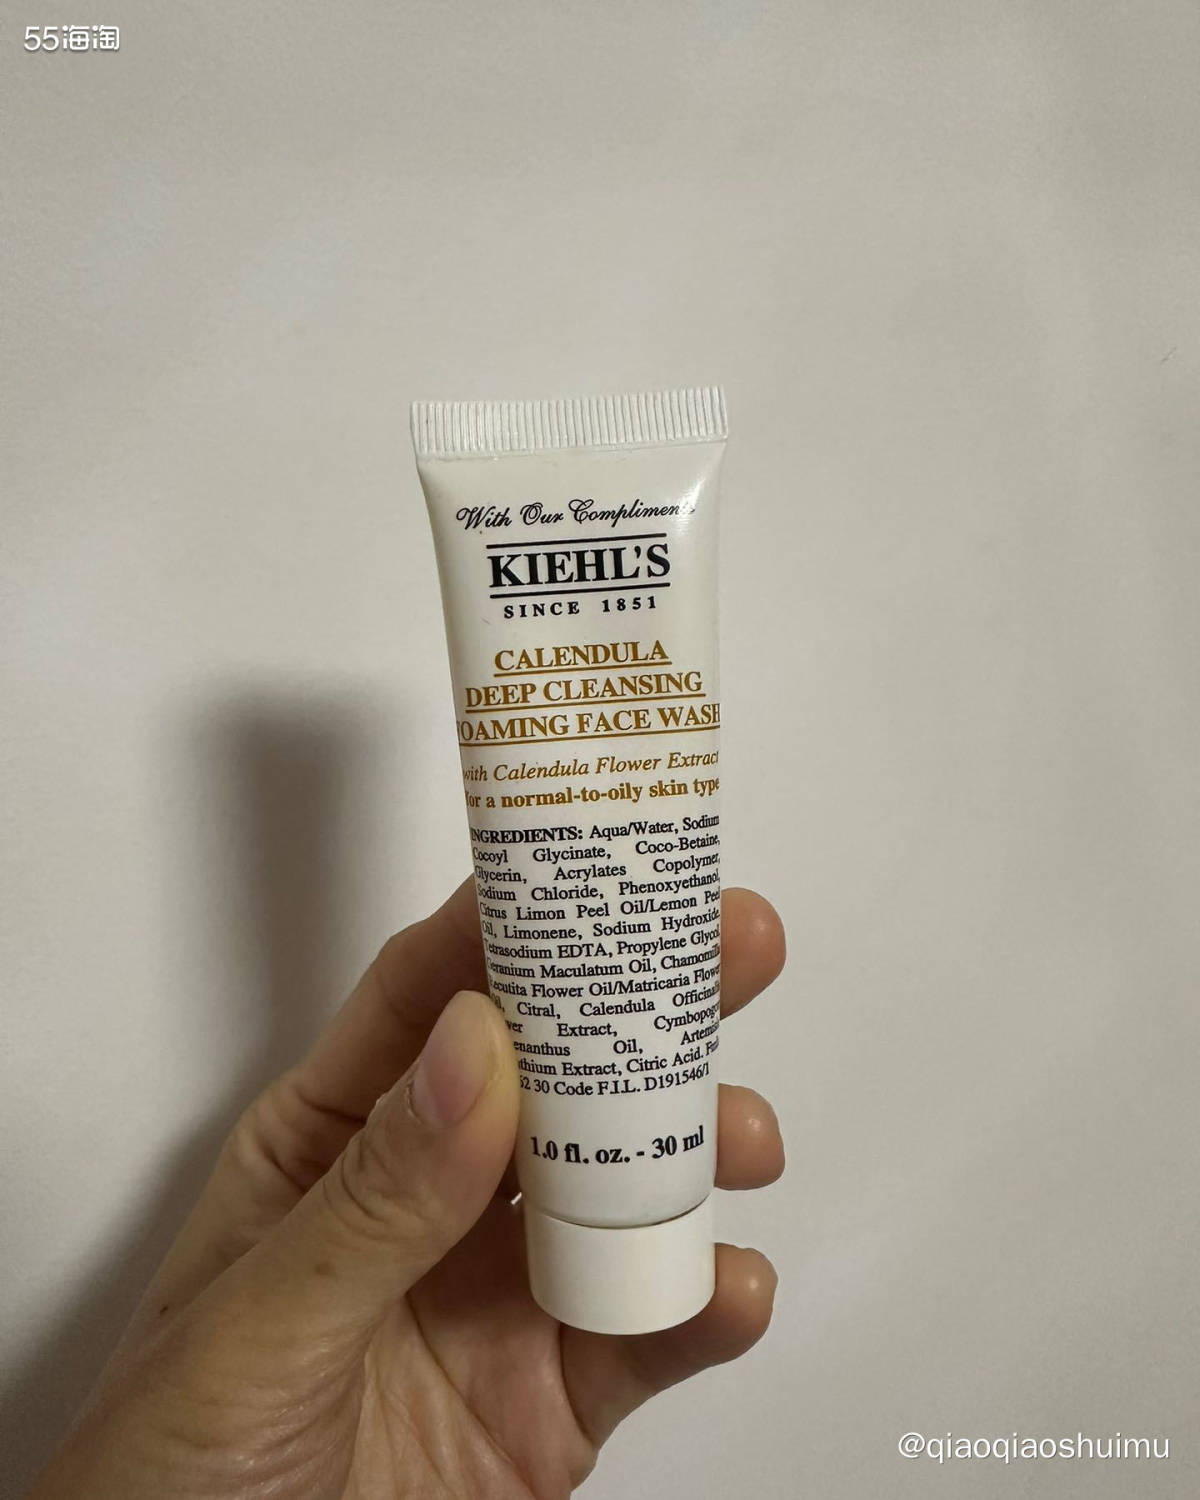 55海淘
With Our Compliments
KIEHL'S
SINCE 1851
CALENDULA
DEEP CLEANSING
OAMING FACE WASH
with Calendula Flower Extract
for a normal-to-oily skin type
INGREDIENTS: Aqua/Water, Sodium
Cocoyl Glycinate, Coco-Betaine,
Glycerin, Acrylates Copolymer,
Sodium Chloride, Phenoxyethanol,
Citrus Limon Peel Oil/Lemon Peel
Oil, Limonene, Sodium Hydroxide,
Tetrasodium EDTA, Propylene Glycol,
Geranium Maculatum Oil, Chamomilla
Recutita Flower Oil/Matricaria Flower
Oil, Citral, Calendula Officinalis
wer Extract, Cymbopogon
enanthus Oil, Artemisia
thium Extract, Citric Acid.
52 30 Code F.I.L. D191546/1
1.0 fl. oz. - 30 ml
@qiaoqiaoshuimu